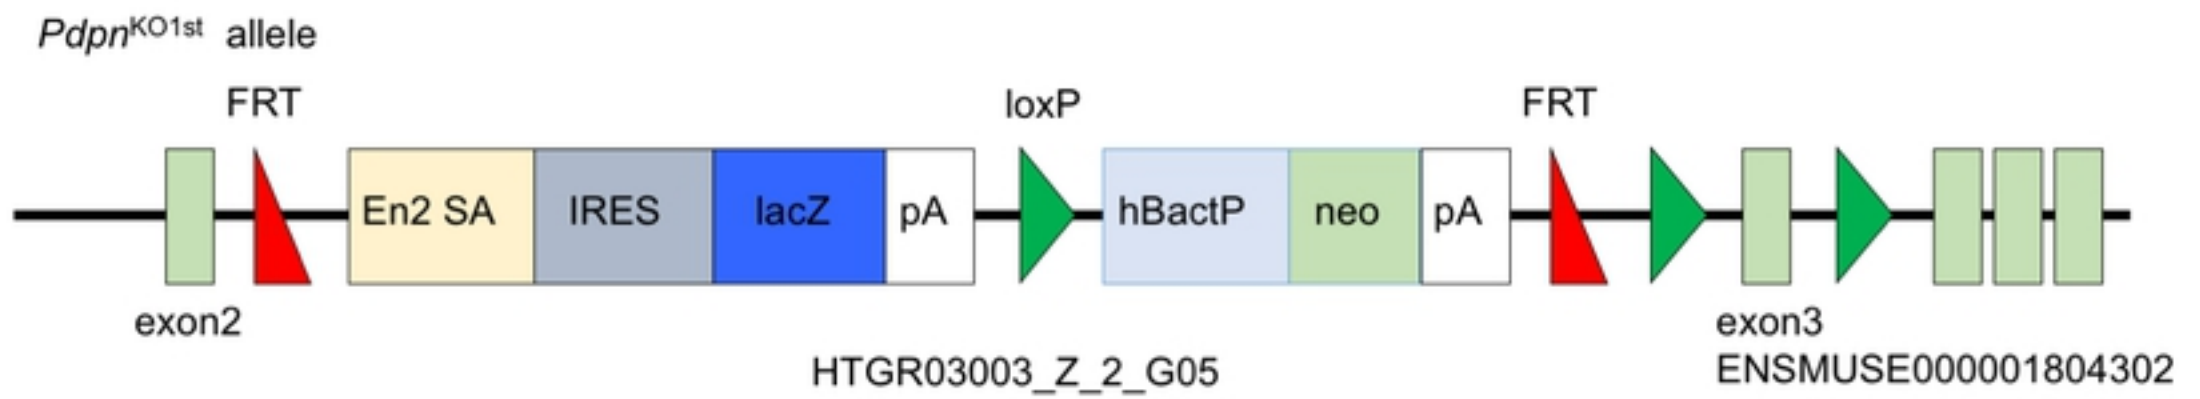 Pdpn^KO1st allele
FRT loxP FRT
En2 SA IRES lacZ pA hBactP neo pA
exon2 exon3
HTGR03003_Z_2_G05 ENSMUSE000001804302